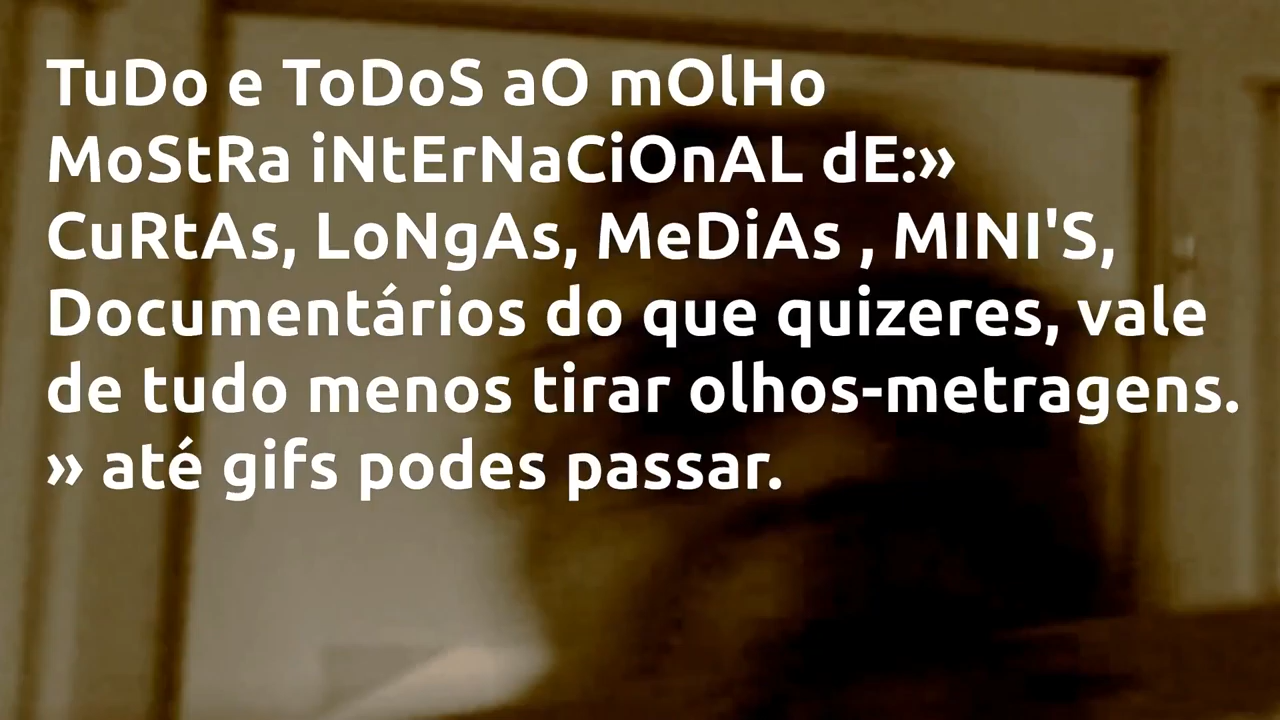 TuDo e ToDoS aO mOlHo
MoStRa iNtErNaCiOnAL dE:»
CuRtAs, LoNgAs, MeDiAs , MINI'S,
Documentários do que quizeres, vale
de tudo menos tirar olhos-metragens.
» até gifs podes passar.